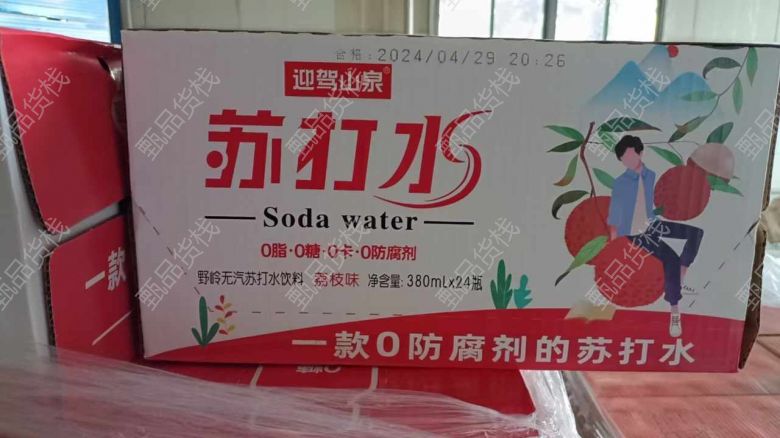 合格: 2024/04/29 20:26
迎驾山泉®
苏打水
Soda water
0脂·0糖·0卡·0防腐剂
野岭无汽苏打水饮料 荔枝味 净含量: 380mL×24瓶
一款0防腐剂的苏打水
一款
甄品货栈